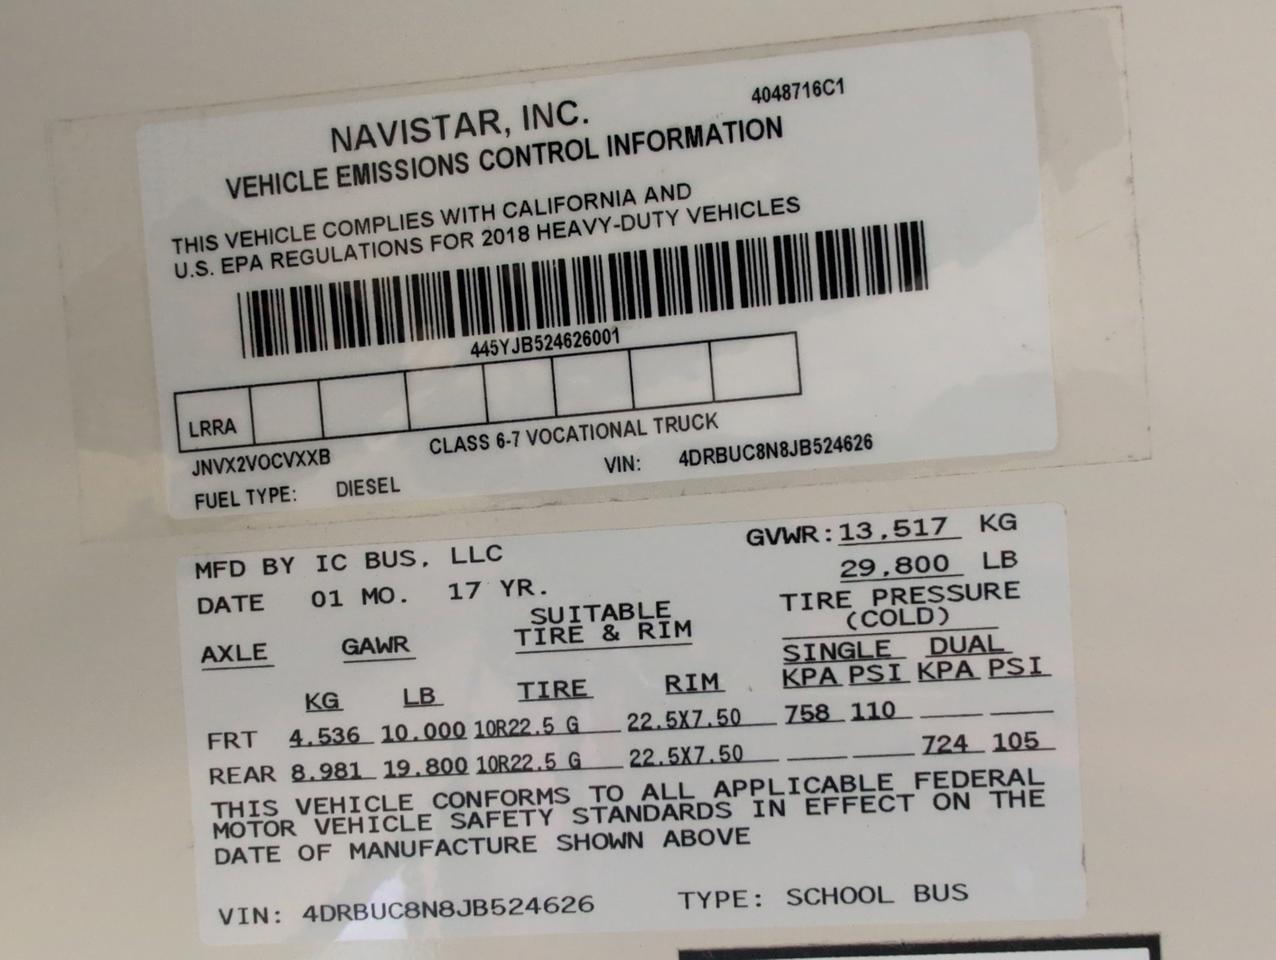 NAVISTAR, INC.
4048716C1
VEHICLE EMISSIONS CONTROL INFORMATION
THIS VEHICLE COMPLIES WITH CALIFORNIA AND
U.S. EPA REGULATIONS FOR 2018 HEAVY-DUTY VEHICLES
445YJB524626001
LRRA
JNVX2VOCVXXB CLASS 6-7 VOCATIONAL TRUCK
FUEL TYPE: DIESEL VIN: 4DRBUC8N8JB524626
MFD BY IC BUS, LLC GVWR: 13,517 KG
29,800 LB
DATE 01 MO. 17 YR.
SUITABLE
TIRE & RIM
TIRE PRESSURE
(COLD)
AXLE GAWR SINGLE DUAL
KG LB TIRE RIM KPA PSI KPA PSI
FRT 4.536 10.000 10R22.5 G 22.5X7.50 758 110
REAR 8.981 19.800 10R22.5 G 22.5X7.50 724 105
THIS VEHICLE CONFORMS TO ALL APPLICABLE FEDERAL
MOTOR VEHICLE SAFETY STANDARDS IN EFFECT ON THE
DATE OF MANUFACTURE SHOWN ABOVE
VIN: 4DRBUC8N8JB524626 TYPE: SCHOOL BUS